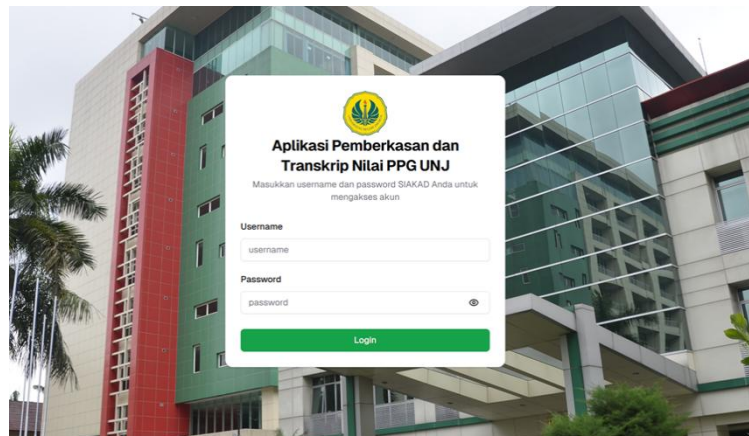 Aplikasi Pemberkasan dan
Transkrip Nilai PPG UNJ
Masukkan username dan password SIAKAD Anda untuk
mengakses akun
Username
username
Password
password
Login